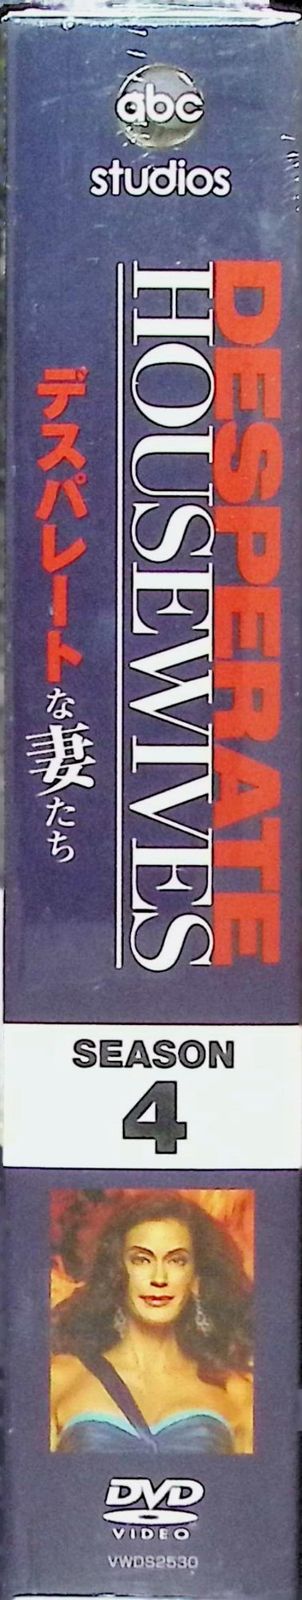 abc
studios
DESPERATE
HOUSEWIVES
デスパレートな妻たち
SEASON
4
DVD
VIDEO
VWDS2530